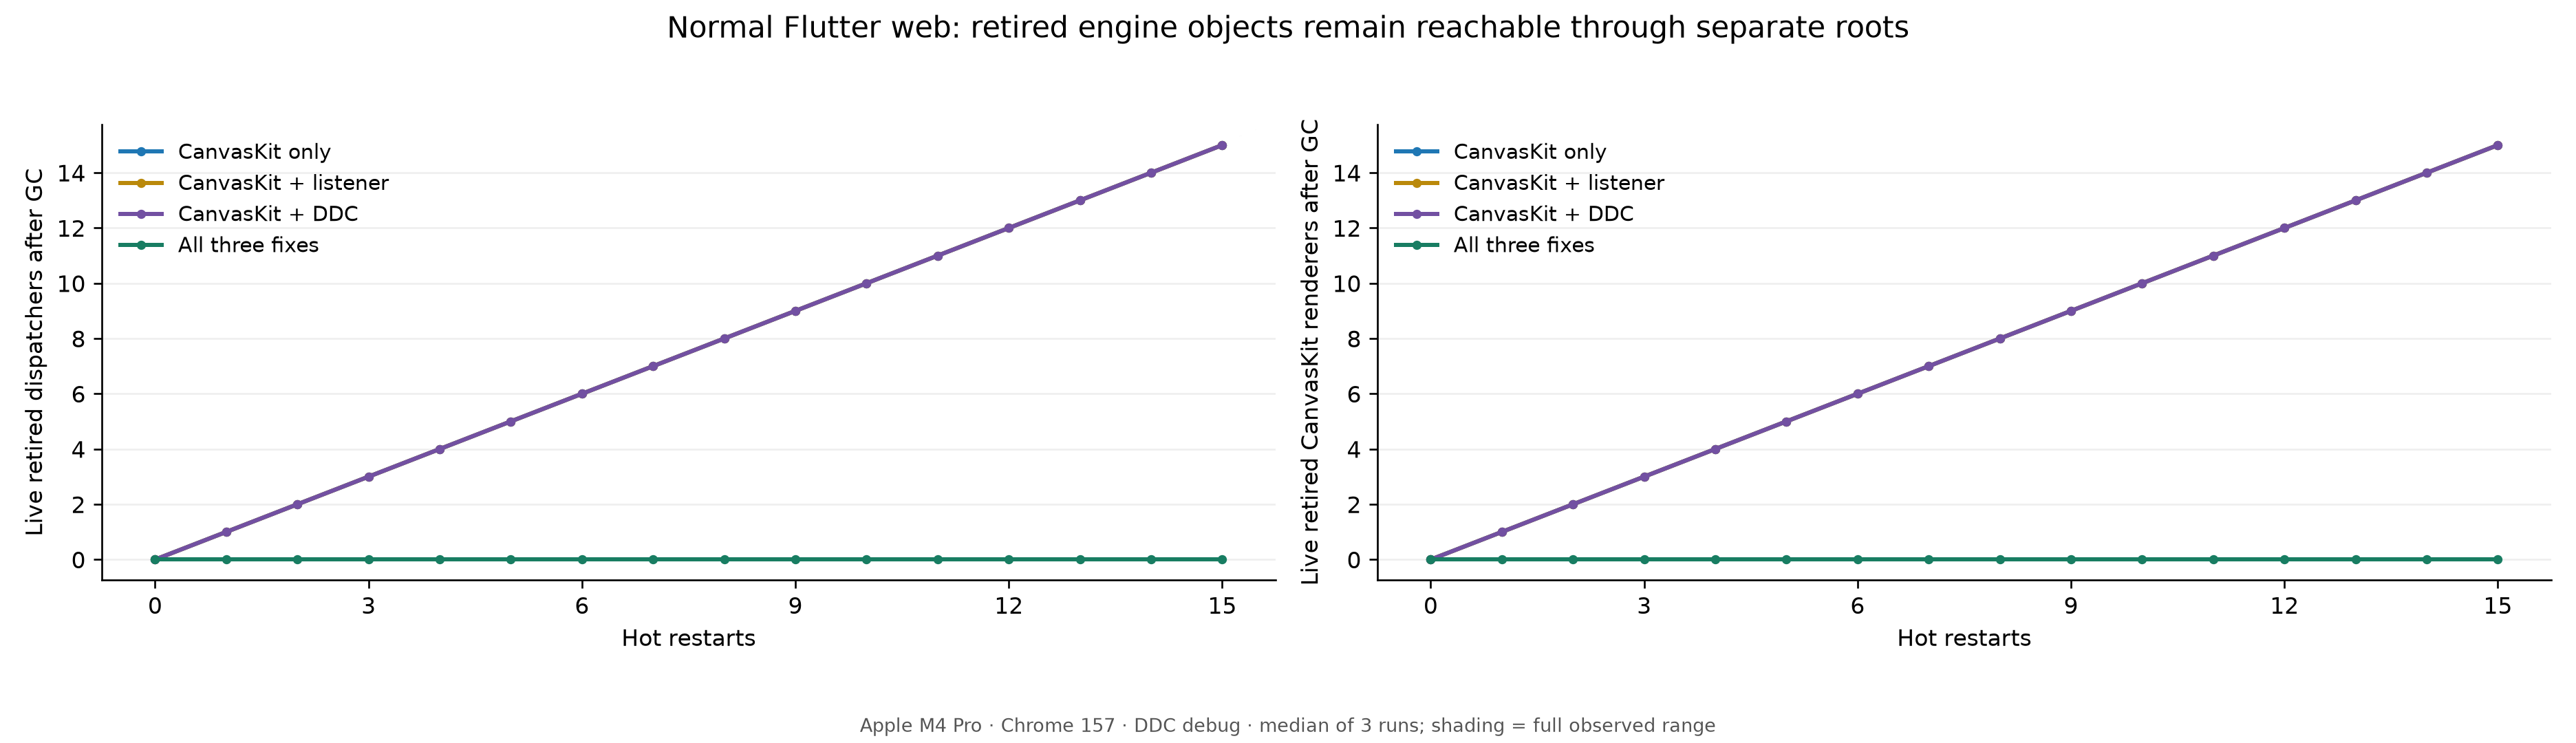 Normal Flutter web: retired engine objects remain reachable through separate roots
Live retired dispatchers after GC
14
12
10
8
6
4
2
0
CanvasKit only
CanvasKit + listener
CanvasKit + DDC
All three fixes
0 3 6 9 12 15
Hot restarts
Live retired CanvasKit renderers after GC
14
12
10
8
6
4
2
0
CanvasKit only
CanvasKit + listener
CanvasKit + DDC
All three fixes
0 3 6 9 12 15
Hot restarts
Apple M4 Pro · Chrome 157 · DDC debug · median of 3 runs; shading = full observed range